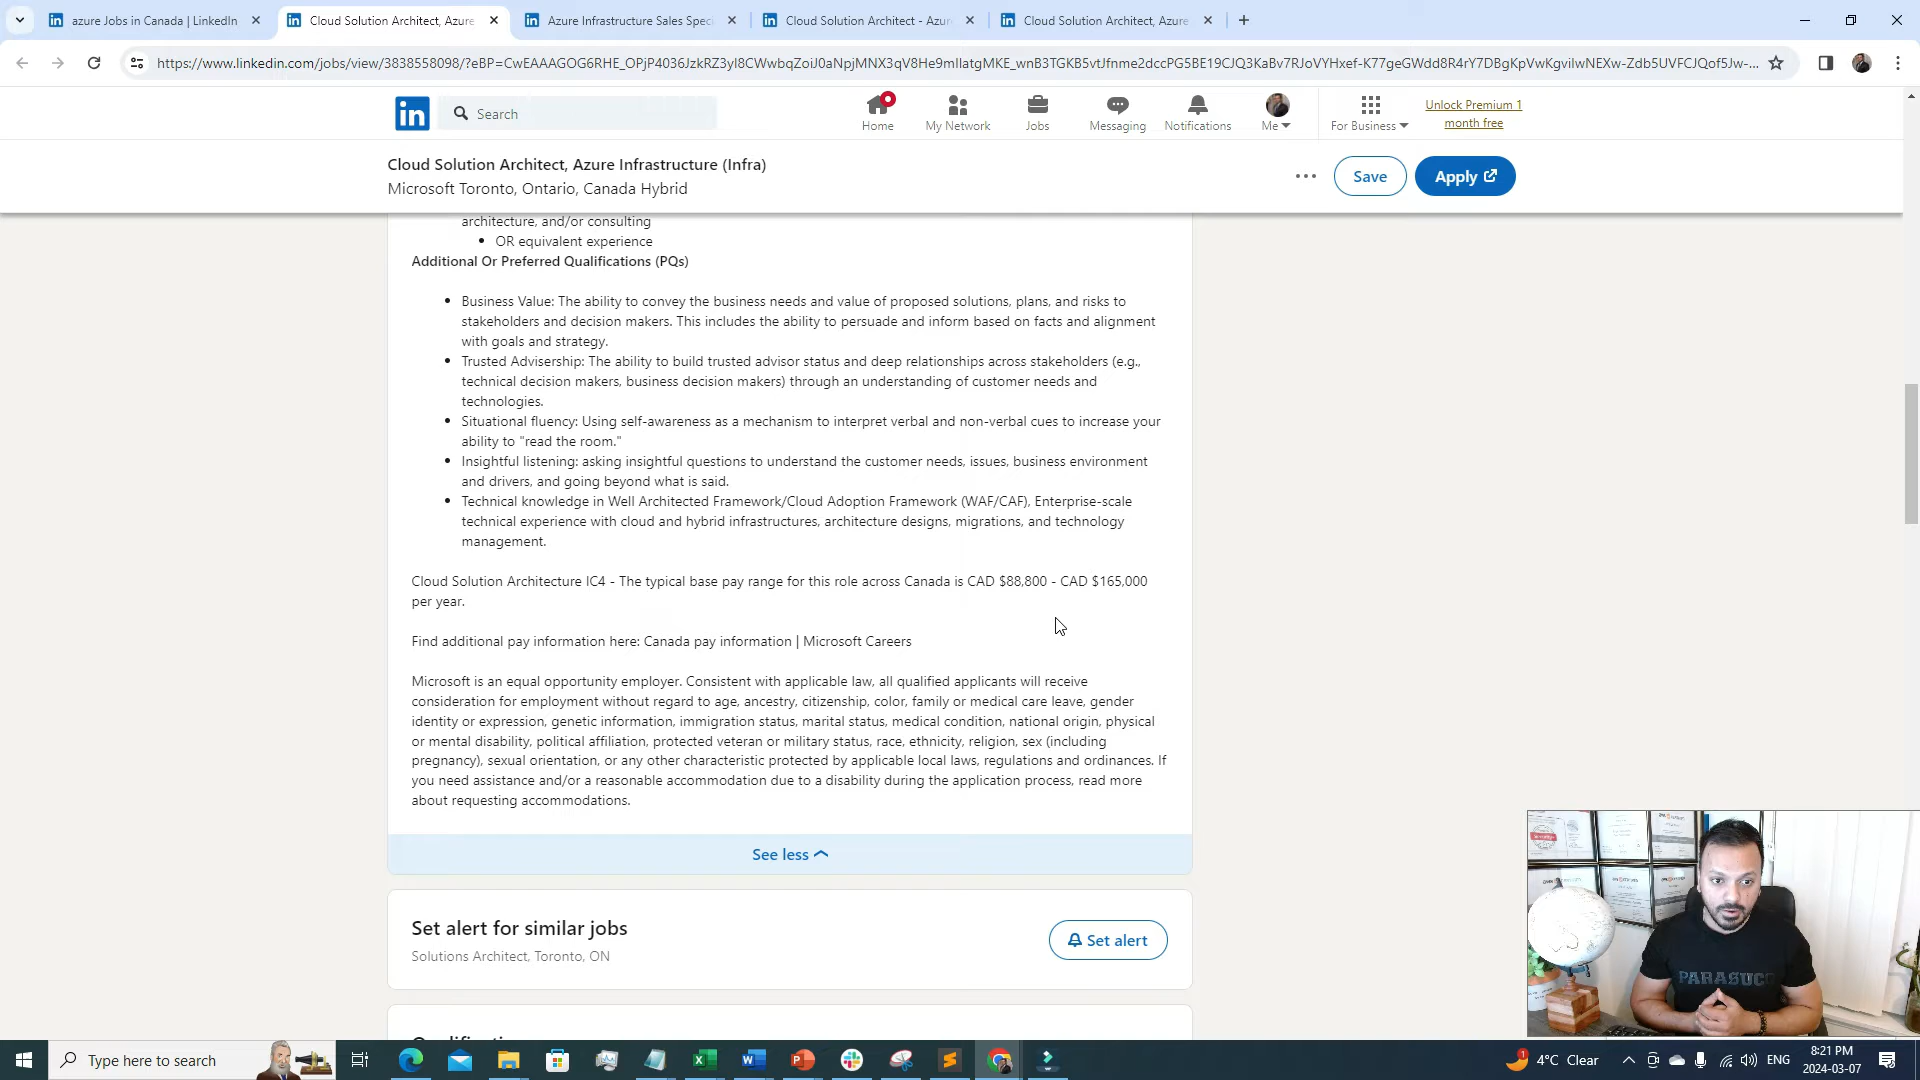 azure Jobs in Canada | LinkedIn
Cloud Solution Architect, Azure
Azure Infrastructure Sales Spec
Cloud Solution Architect - Azur
Cloud Solution Architect, Azure
in
Search
Home
My Network
Jobs
Messaging
Notifications
Me
For Business
Unlock Premium 1
month free
Cloud Solution Architect, Azure Infrastructure (Infra)
Microsoft Toronto, Ontario, Canada Hybrid
Save
Apply
architecture, and/or consulting
OR equivalent experience
Additional Or Preferred Qualifications (PQs)
Business Value: The ability to convey the business needs and value of proposed solutions, plans, and risks to
stakeholders and decision makers. This includes the ability to persuade and inform based on facts and alignment
with goals and strategy.
Trusted Advisership: The ability to build trusted advisor status and deep relationships across stakeholders (e.g.,
technical decision makers, business decision makers) through an understanding of customer needs and
technologies.
Situational fluency: Using self-awareness as a mechanism to interpret verbal and non-verbal cues to increase your
ability to "read the room."
Insightful listening: asking insightful questions to understand the customer needs, issues, business environment
and drivers, and going beyond what is said.
Technical knowledge in Well Architected Framework/Cloud Adoption Framework (WAF/CAF), Enterprise-scale
technical experience with cloud and hybrid infrastructures, architecture designs, migrations, and technology
management.
Cloud Solution Architecture IC4 - The typical base pay range for this role across Canada is CAD $88,800 - CAD $165,000
per year.
Find additional pay information here: Canada pay information | Microsoft Careers
Microsoft is an equal opportunity employer. Consistent with applicable law, all qualified applicants will receive
consideration for employment without regard to age, ancestry, citizenship, color, family or medical care leave, gender
identity or expression, genetic information, immigration status, marital status, medical condition, national origin, physical
or mental disability, political affiliation, protected veteran or military status, race, ethnicity, religion, sex (including
pregnancy), sexual orientation, or any other characteristic protected by applicable local laws, regulations and ordinances. If
you need assistance and/or a reasonable accommodation due to a disability during the application process, read more
about requesting accommodations.
See less
Set alert for similar jobs
Solutions Architect, Toronto, ON
Set alert
PARASUCO
Type here to search
4°C Clear
ENG
8:21 PM
2024-03-07